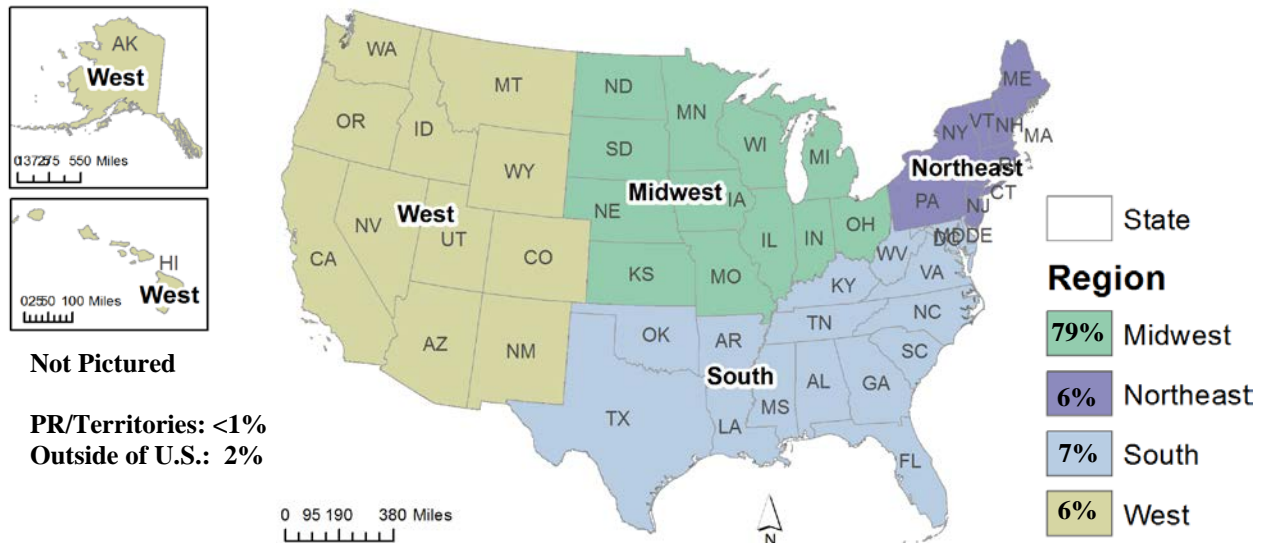 AK
West
0137.5275 550 Miles
HI
West
02550 100 Miles
Not Pictured
PR/Territories: <1%
Outside of U.S.: 2%
WA
MT
ND
MN
ME
OR
ID
SD
WI
MI
NY
VT
NH
MA
WY
Northeast
NV
West
UT
NE
Midwest
IA
PA
CT
NJ
CA
CO
IL
IN
OH
MD
DC
DE
KS
MO
WV
VA
KY
AZ
NM
OK
AR
TN
NC
SC
South
TX
LA
MS
AL
GA
FL
0 95 190 380 Miles
N
State
Region
79% Midwest
6% Northeast
7% South
6% West